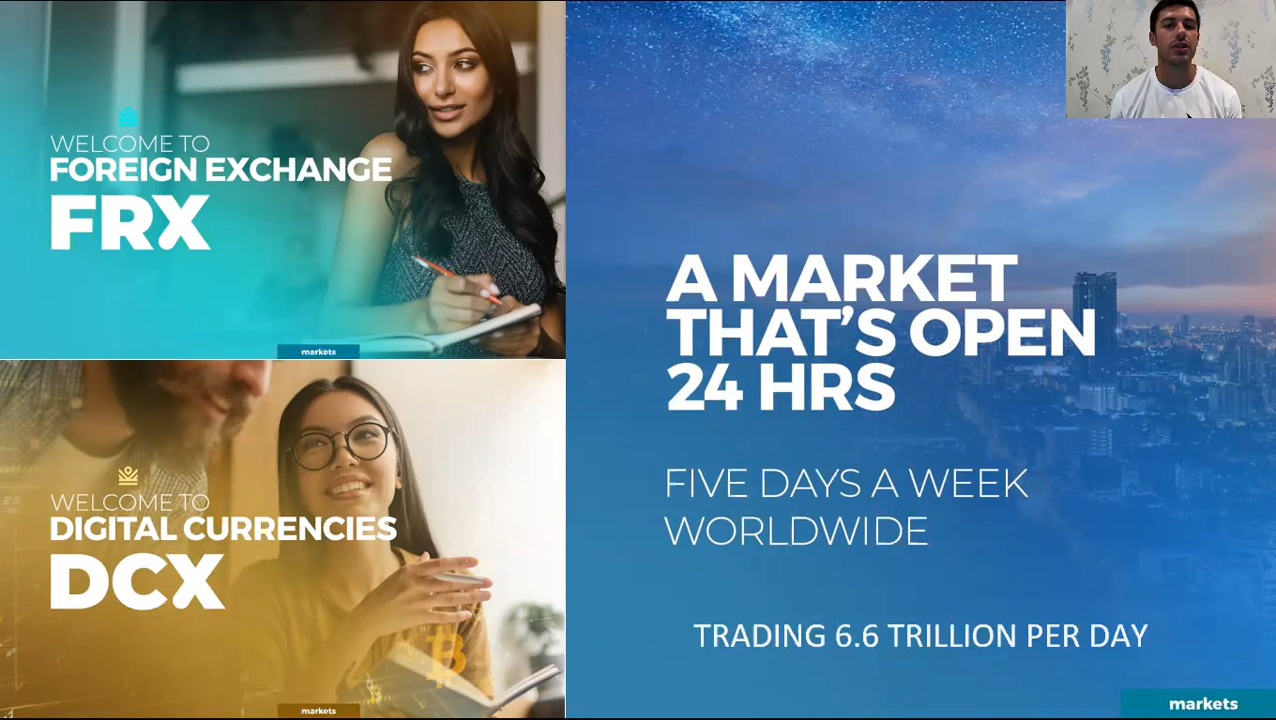 WELCOME TO
FOREIGN EXCHANGE
FRX
markets
WELCOME TO
DIGITAL CURRENCIES
DCX
markets
A MARKET
THAT'S OPEN
24 HRS
FIVE DAYS A WEEK
WORLDWIDE
TRADING 6.6 TRILLION PER DAY
markets